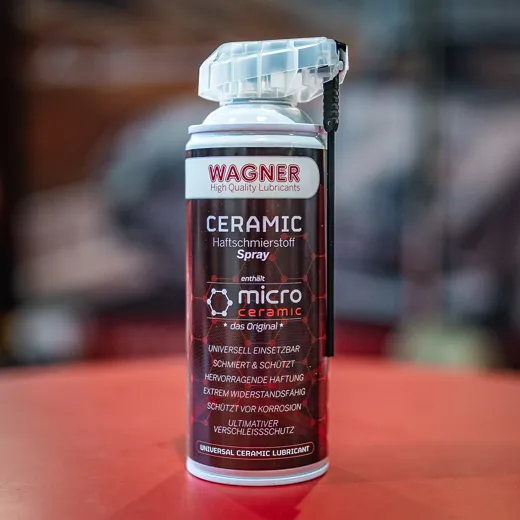 WAGNER
High Quality Lubricants
CERAMIC
Haftschmierstoff
Spray
enthält
micro
ceramic
* das Original *
UNIVERSELL EINSETZBAR
SCHMIERT & SCHÜTZT
HERVORRAGENDE HAFTUNG
EXTREM WIDERSTANDSFÄHIG
SCHÜTZT VOR KORROSION
ULTIMATIVER
VERSCHLEISSSCHUTZ
UNIVERSAL CERAMIC LUBRICANT